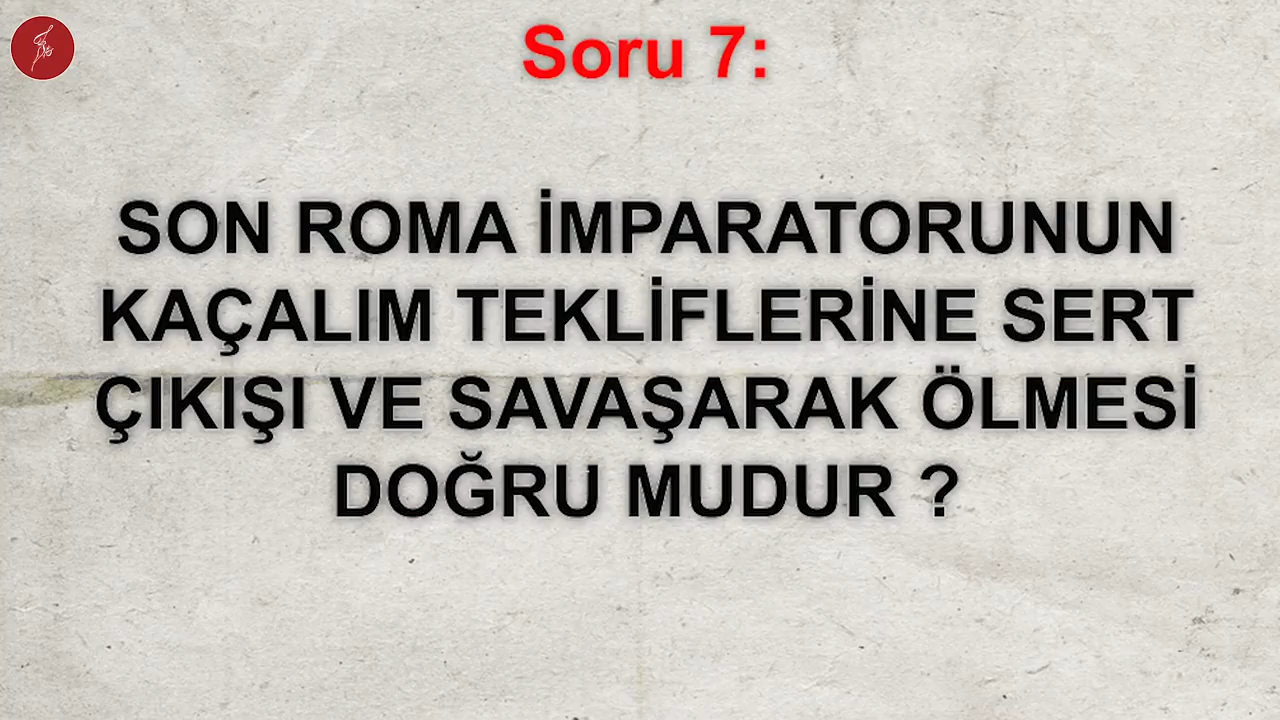 Soru 7:
SON ROMA İMPARATORUNUN
KAÇALIM TEKLİFLERİNE SERT
ÇIKIŞI VE SAVAŞARAK ÖLMESİ
DOĞRU MUDUR ?